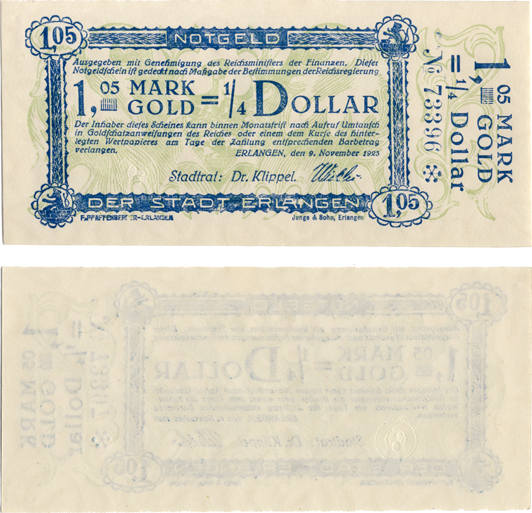 1,05
NOTGELD
Ausgegeben mit Genehmigung des Reichsministers der Finanzen. Dieser
Notgeldschein ist gedeckt nach Maßgabe der Bestimmungen der Reichsregierung
1,05 MARK GOLD = 1/4 DOLLAR
Der Inhaber dieses Scheines kann binnen Monatsfrist nach Aufruf Umtausch
in Goldschatzanweisungen des Reiches oder einem dem Kurse des hinter-
legten Wertpapieres am Tage der Zahlung entsprechenden Barbetrag
verlangen.
ERLANGEN, den 9. November 1923
Stadtrat: Dr. Klippel.
DER STADT ERLANGEN
1,05
Junge & Sohn, Erlangen
1,05 MARK GOLD
= 1/4 Dollar
№ 73396 ※